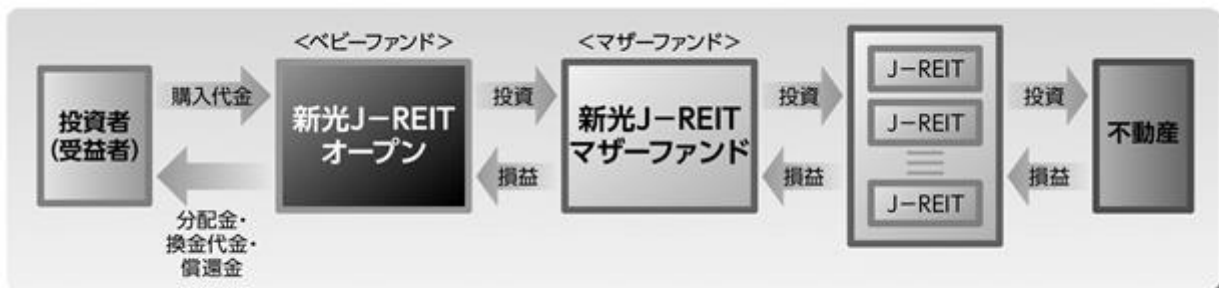 <ベビーファンド>
<マザーファンド>
投資者
(受益者)
購入代金
分配金・
換金代金・
償還金
新光J-REIT
オープン
投資
損益
新光J-REIT
マザーファンド
投資
損益
J-REIT
J-REIT
J-REIT
投資
損益
不動産